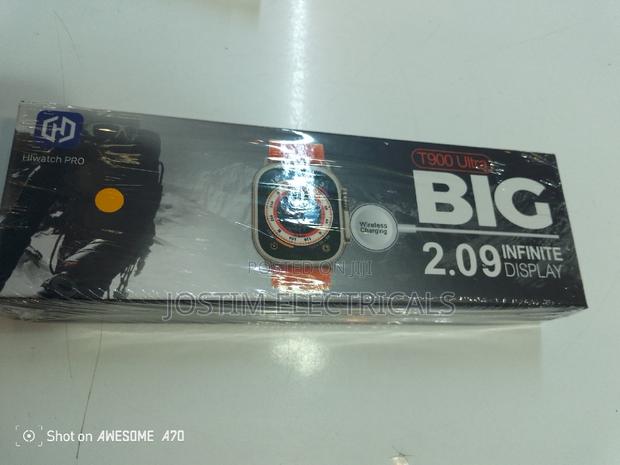 Hiwatch PRO
T900 Ultra
BIG
2.09 INFINITE
DISPLAY
Wireless
Charging
POSTED ON JIJI
JOSTIM ELECTRICALS
Shot on AWESOME A70